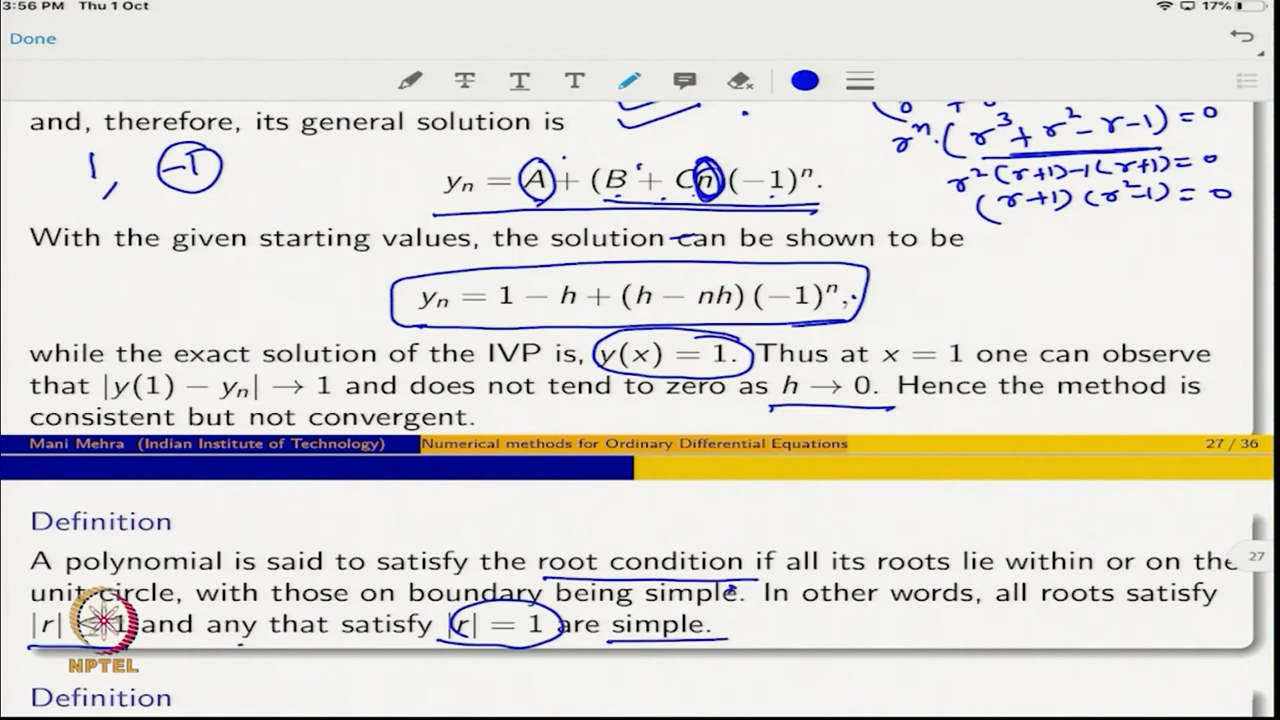 3:56 PM Thu 1 Oct
17%
Done
and, therefore, its general solution is
rⁿ·(r³ + r² - r - 1) = 0
1, -1
yₙ = A + (B + Cn)(−1)ⁿ.
r²(r+1)-1(r+1)=0
(r+1)(r²-1) = 0
With the given starting values, the solution can be shown to be
yₙ = 1 − h + (h − nh)(−1)ⁿ,
while the exact solution of the IVP is, y(x) = 1. Thus at x = 1 one can observe
that |y(1) − yₙ| → 1 and does not tend to zero as h → 0. Hence the method is
consistent but not convergent.
Mani Mehra (Indian Institute of Technology) Numerical methods for Ordinary Differential Equations 27 / 36
Definition
A polynomial is said to satisfy the root condition if all its roots lie within or on the
27
unit circle, with those on boundary being simple. In other words, all roots satisfy
|r| 1 and any that satisfy |r| = 1 are simple.
NPTEL
Definition